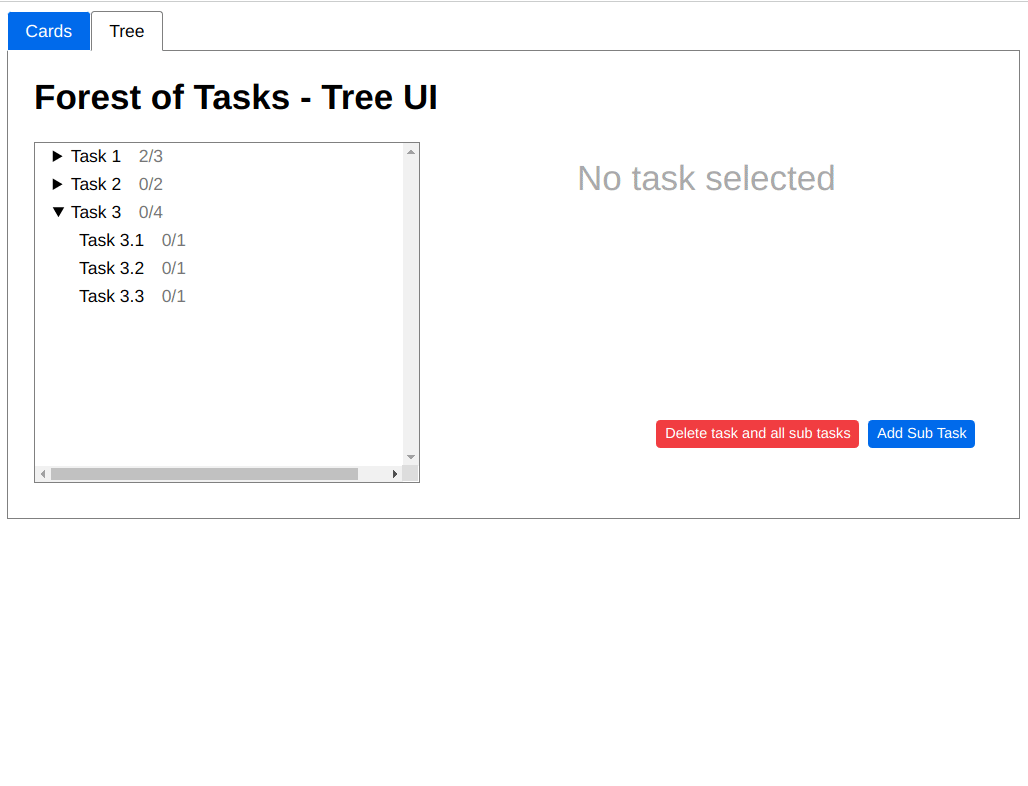 Cards Tree
Forest of Tasks - Tree UI
Task 1 2/3
Task 2 0/2
Task 3 0/4
Task 3.1 0/1
Task 3.2 0/1
Task 3.3 0/1
No task selected
Delete task and all sub tasks Add Sub Task